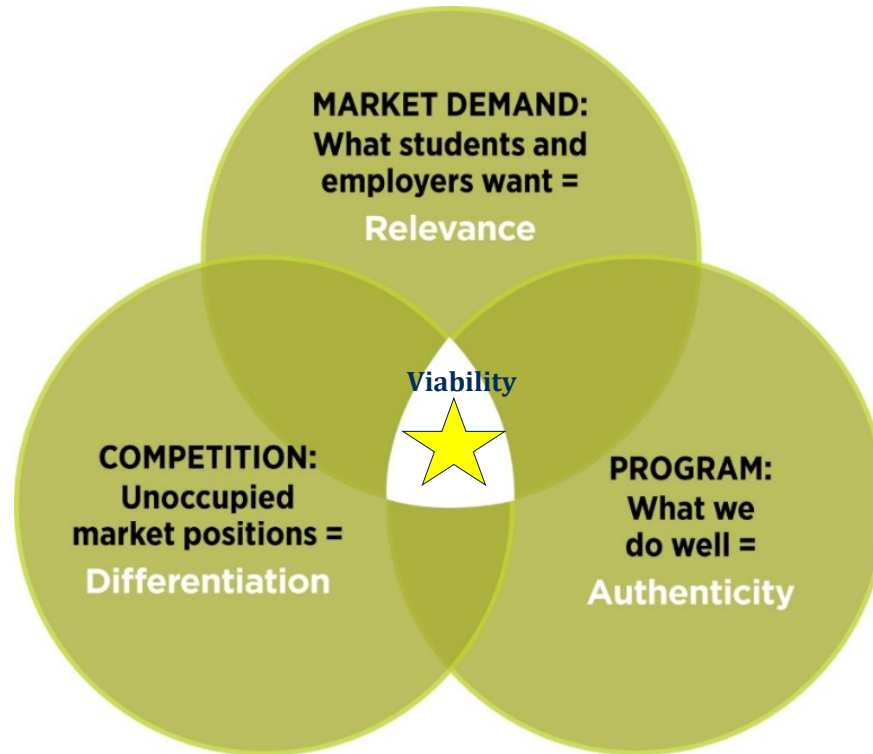 MARKET DEMAND:
What students and
employers want =
Relevance
Viability
COMPETITION:
Unoccupied
market positions =
Differentiation
PROGRAM:
What we
do well =
Authenticity